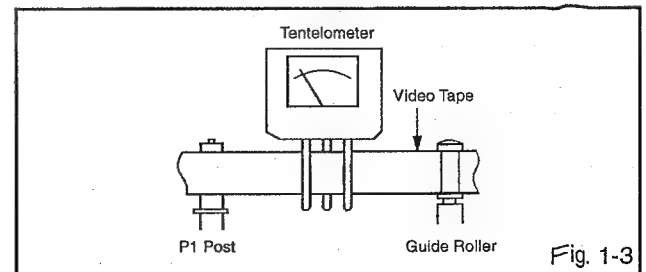 Tentelometer
Video Tape
P1 Post
Guide Roller
Fig. 1-3